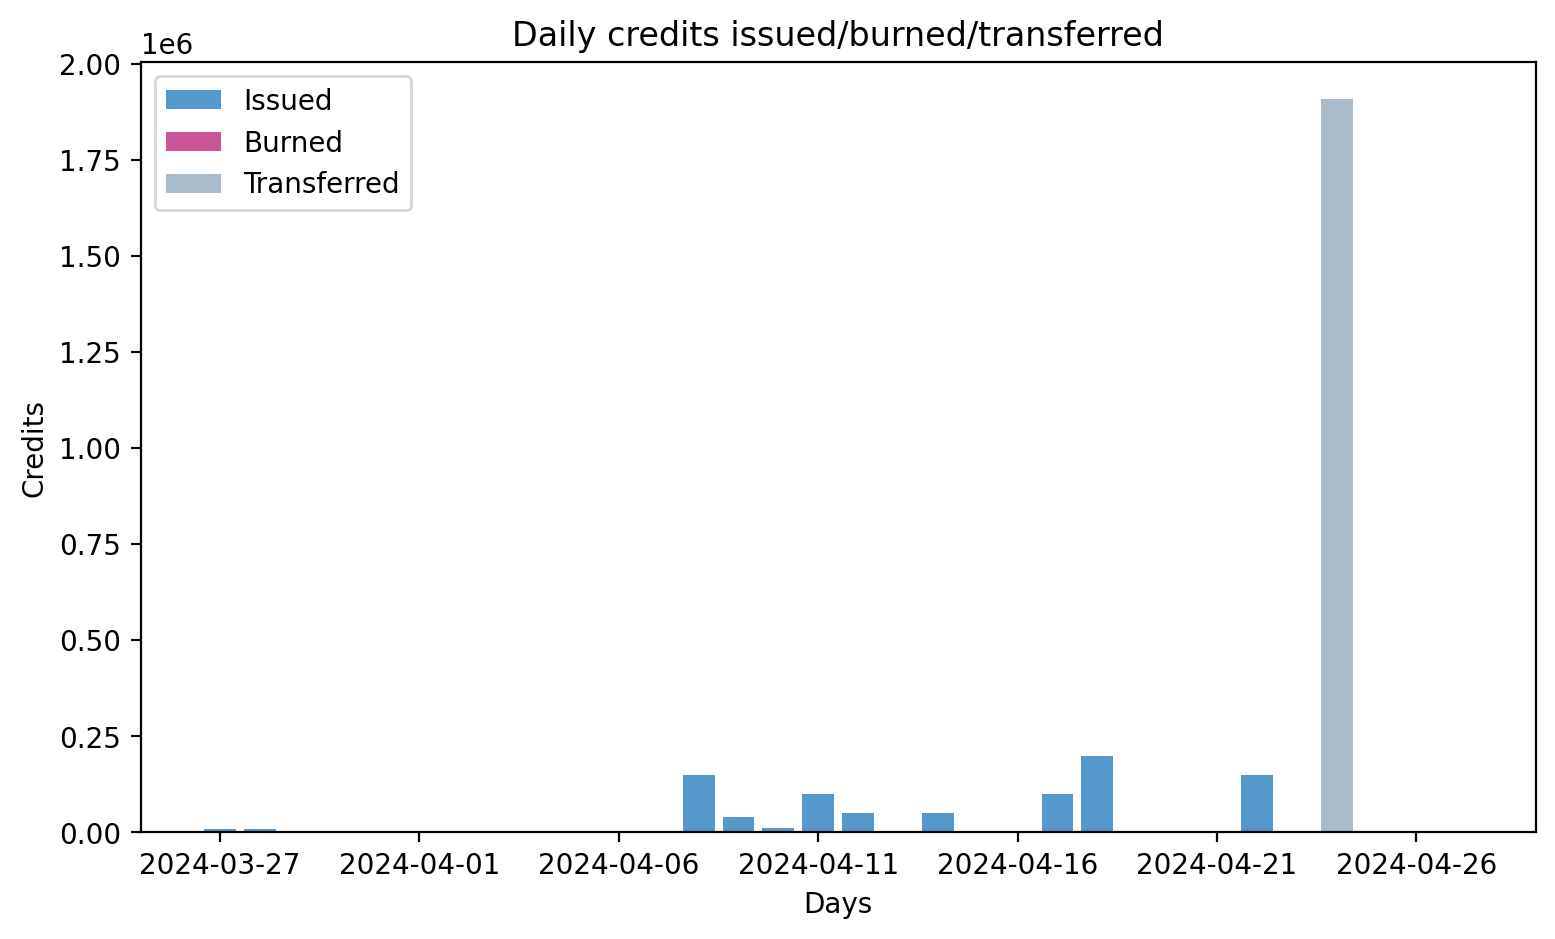 Daily credits issued/burned/transferred
1e6
2.00
1.75
1.50
1.25
1.00
0.75
0.50
0.25
0.00
Credits
Issued
Burned
Transferred
2024-03-27 2024-04-01 2024-04-06 2024-04-11 2024-04-16 2024-04-21 2024-04-26
Days